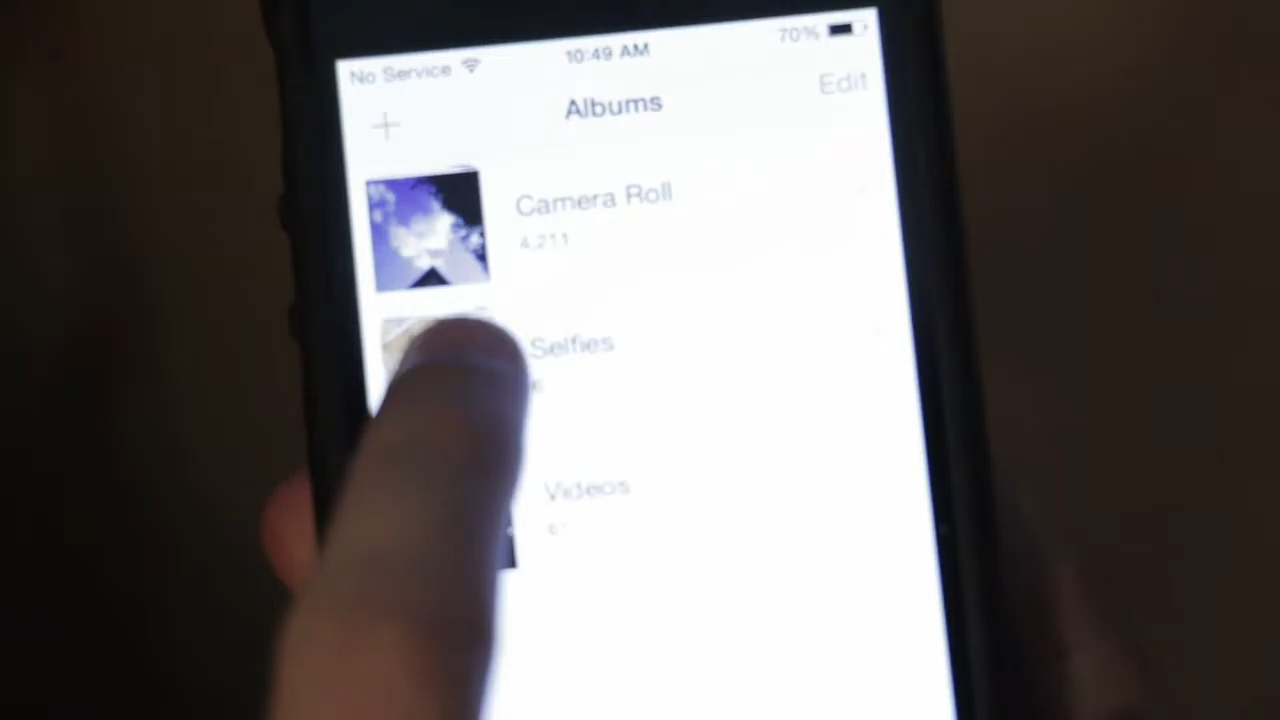 No Service 10:49 AM 70%
+ Albums Edit
Camera Roll
4,211
Selfies
Videos